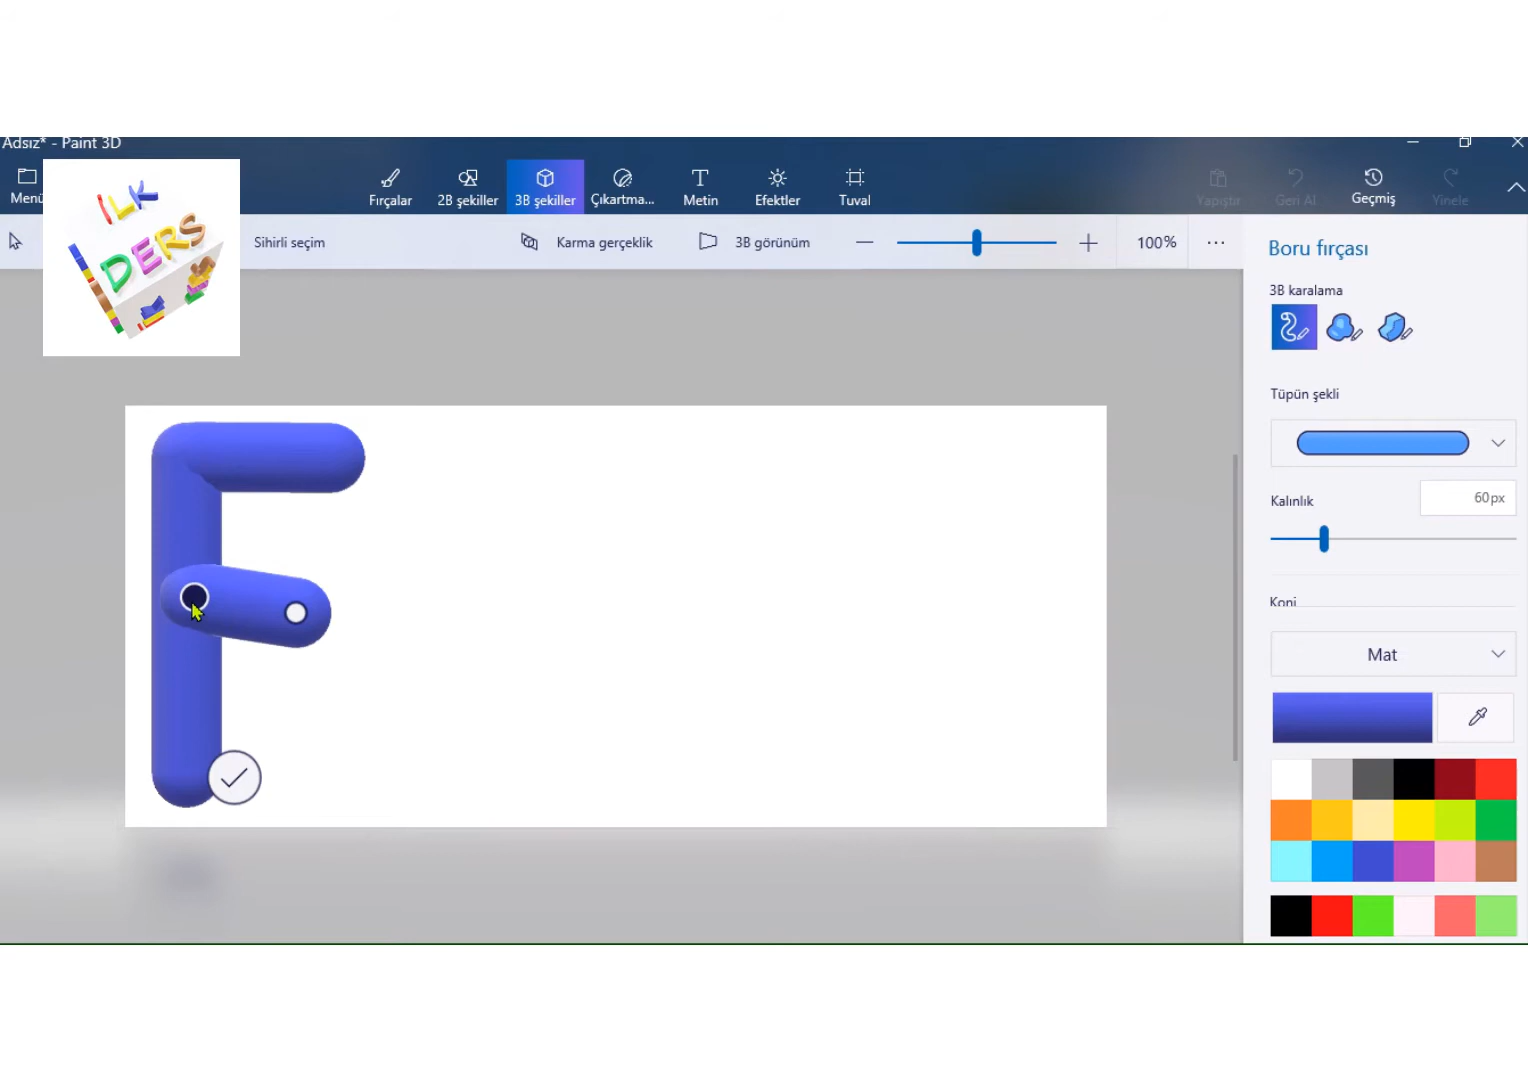 Adsız* - Paint 3D
Menü
Fırçalar
2B şekiller
3B şekiller
Çıkartma...
Metin
Efektler
Tuval
Yapıştır
Geri Al
Geçmiş
Yinele
İLK
DERS
Sihirli seçim
Karma gerçeklik
3B görünüm
100%
Boru fırçası
3B karalama
Tüpün şekli
Kalınlık
60px
Koni
Mat
F